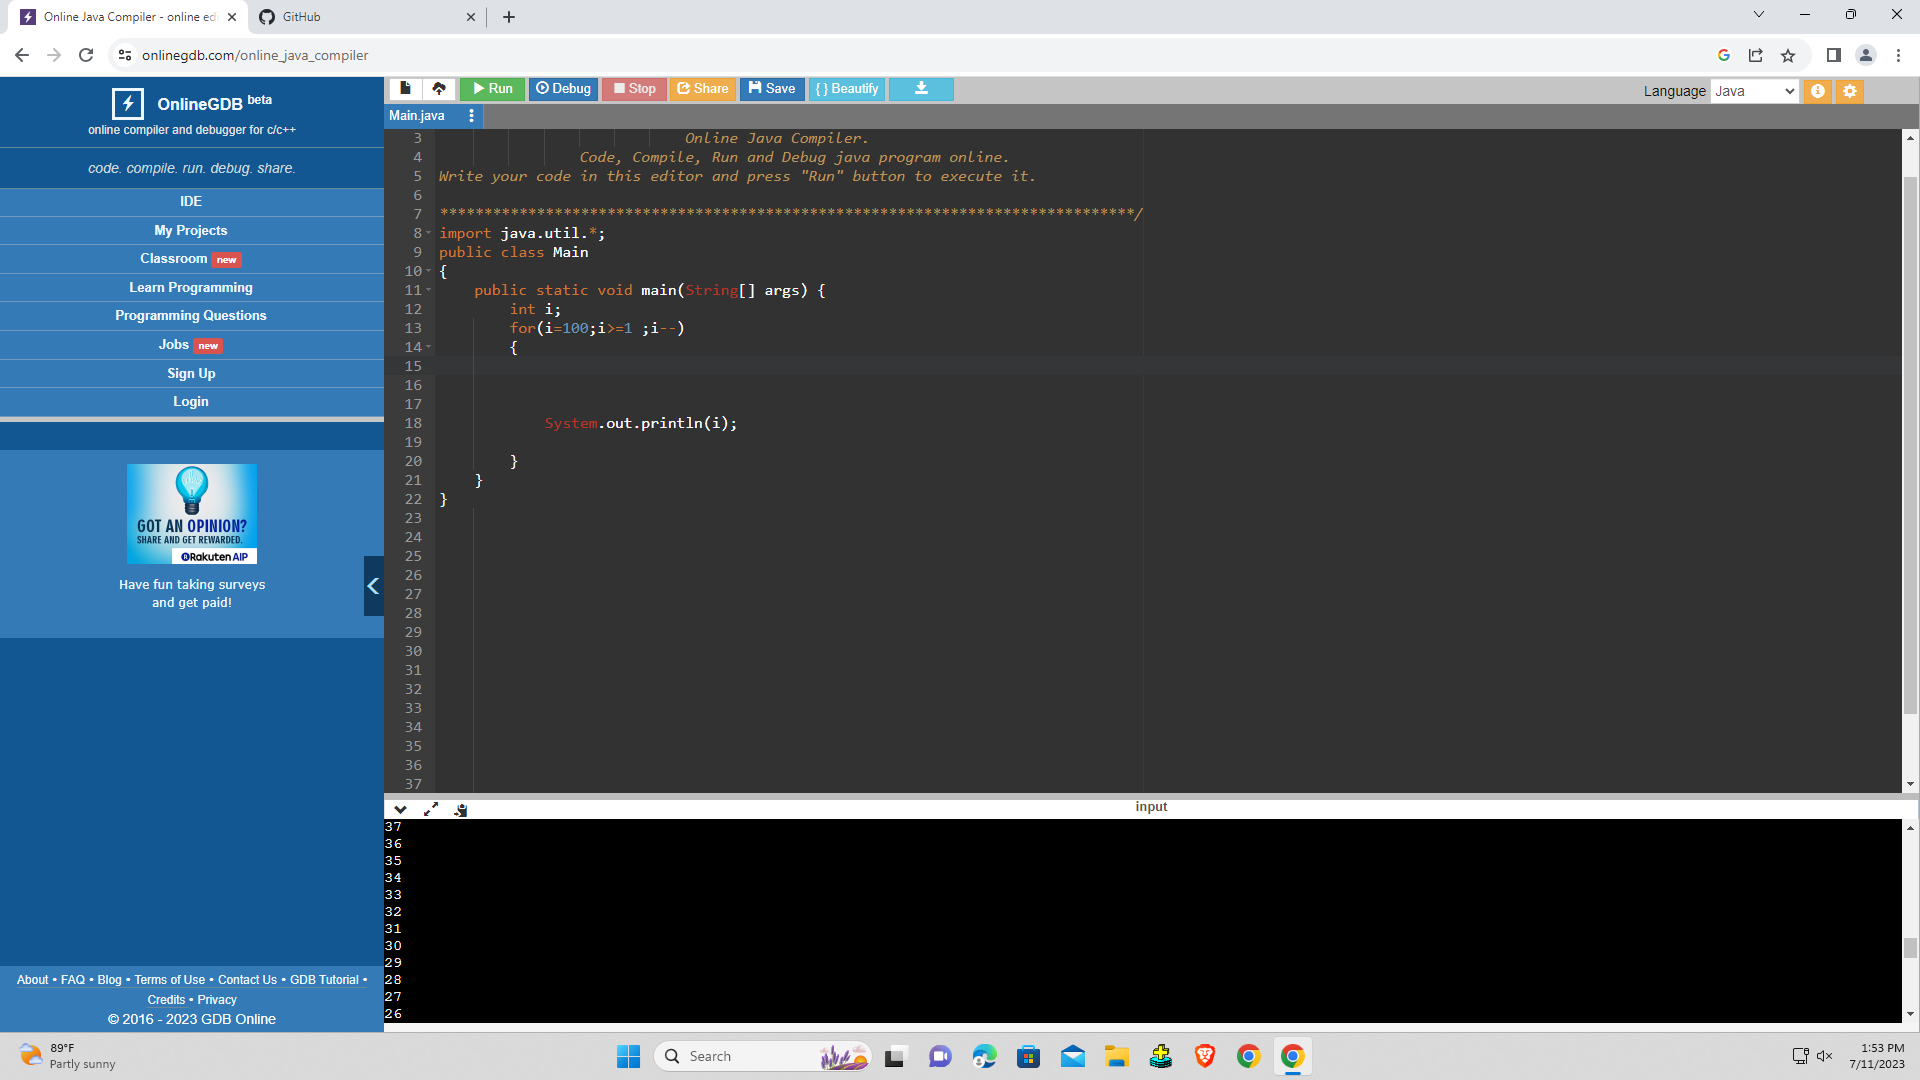 Online Java Compiler - online edi
GitHub
onlinegdb.com/online_java_compiler
OnlineGDB beta
online compiler and debugger for c/c++
code. compile. run. debug. share.
IDE
My Projects
Classroom new
Learn Programming
Programming Questions
Jobs new
Sign Up
Login
GOT AN OPINION?
SHARE AND GET REWARDED.
Rakuten AIP
Have fun taking surveys
and get paid!
About • FAQ • Blog • Terms of Use • Contact Us • GDB Tutorial •
Credits • Privacy
© 2016 - 2023 GDB Online
Run Debug Stop Share Save { } Beautify
Language Java
Main.java
3 Online Java Compiler.
4 Code, Compile, Run and Debug java program online.
5 Write your code in this editor and press "Run" button to execute it.
6
7 *******************************************************************************/
8 import java.util.*;
9 public class Main
10 {
11 public static void main(String[] args) {
12 int i;
13 for(i=100;i>=1 ;i--)
14 {
15
16
17
18 System.out.println(i);
19
20 }
21 }
22 }
23
24
25
26
27
28
29
30
31
32
33
34
35
36
37
input
37
36
35
34
33
32
31
30
29
28
27
26
89°F
Partly sunny
Search
1:53 PM
7/11/2023